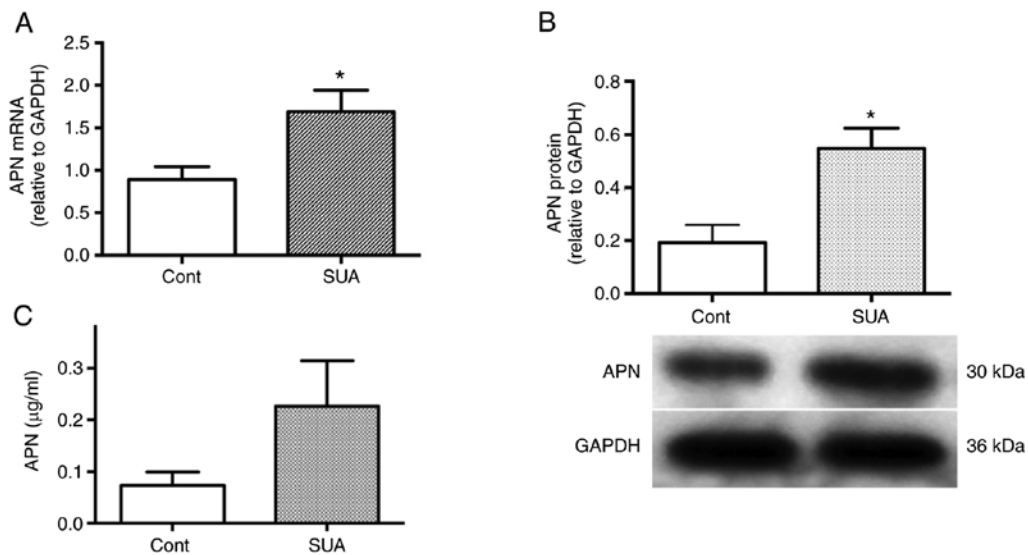 A
APN mRNA
(relative to GAPDH)
2.5
2.0
1.5
1.0
0.5
0.0
*
Cont
SUA
B
APN protein
(relative to GAPDH)
0.8
0.6
0.4
0.2
0.0
*
Cont
SUA
APN
30 kDa
GAPDH
36 kDa
C
APN (µg/ml)
0.3
0.2
0.1
0.0
Cont
SUA